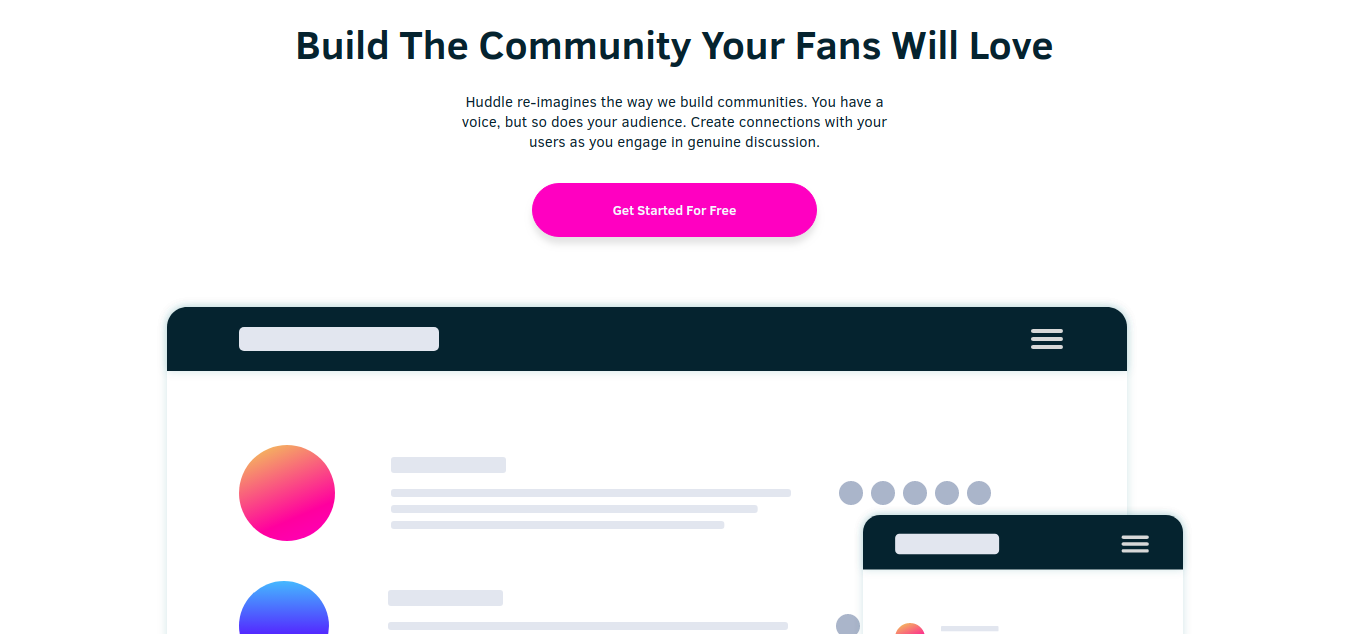 Build The Community Your Fans Will Love
Huddle re-imagines the way we build communities. You have a
voice, but so does your audience. Create connections with your
users as you engage in genuine discussion.
Get Started For Free